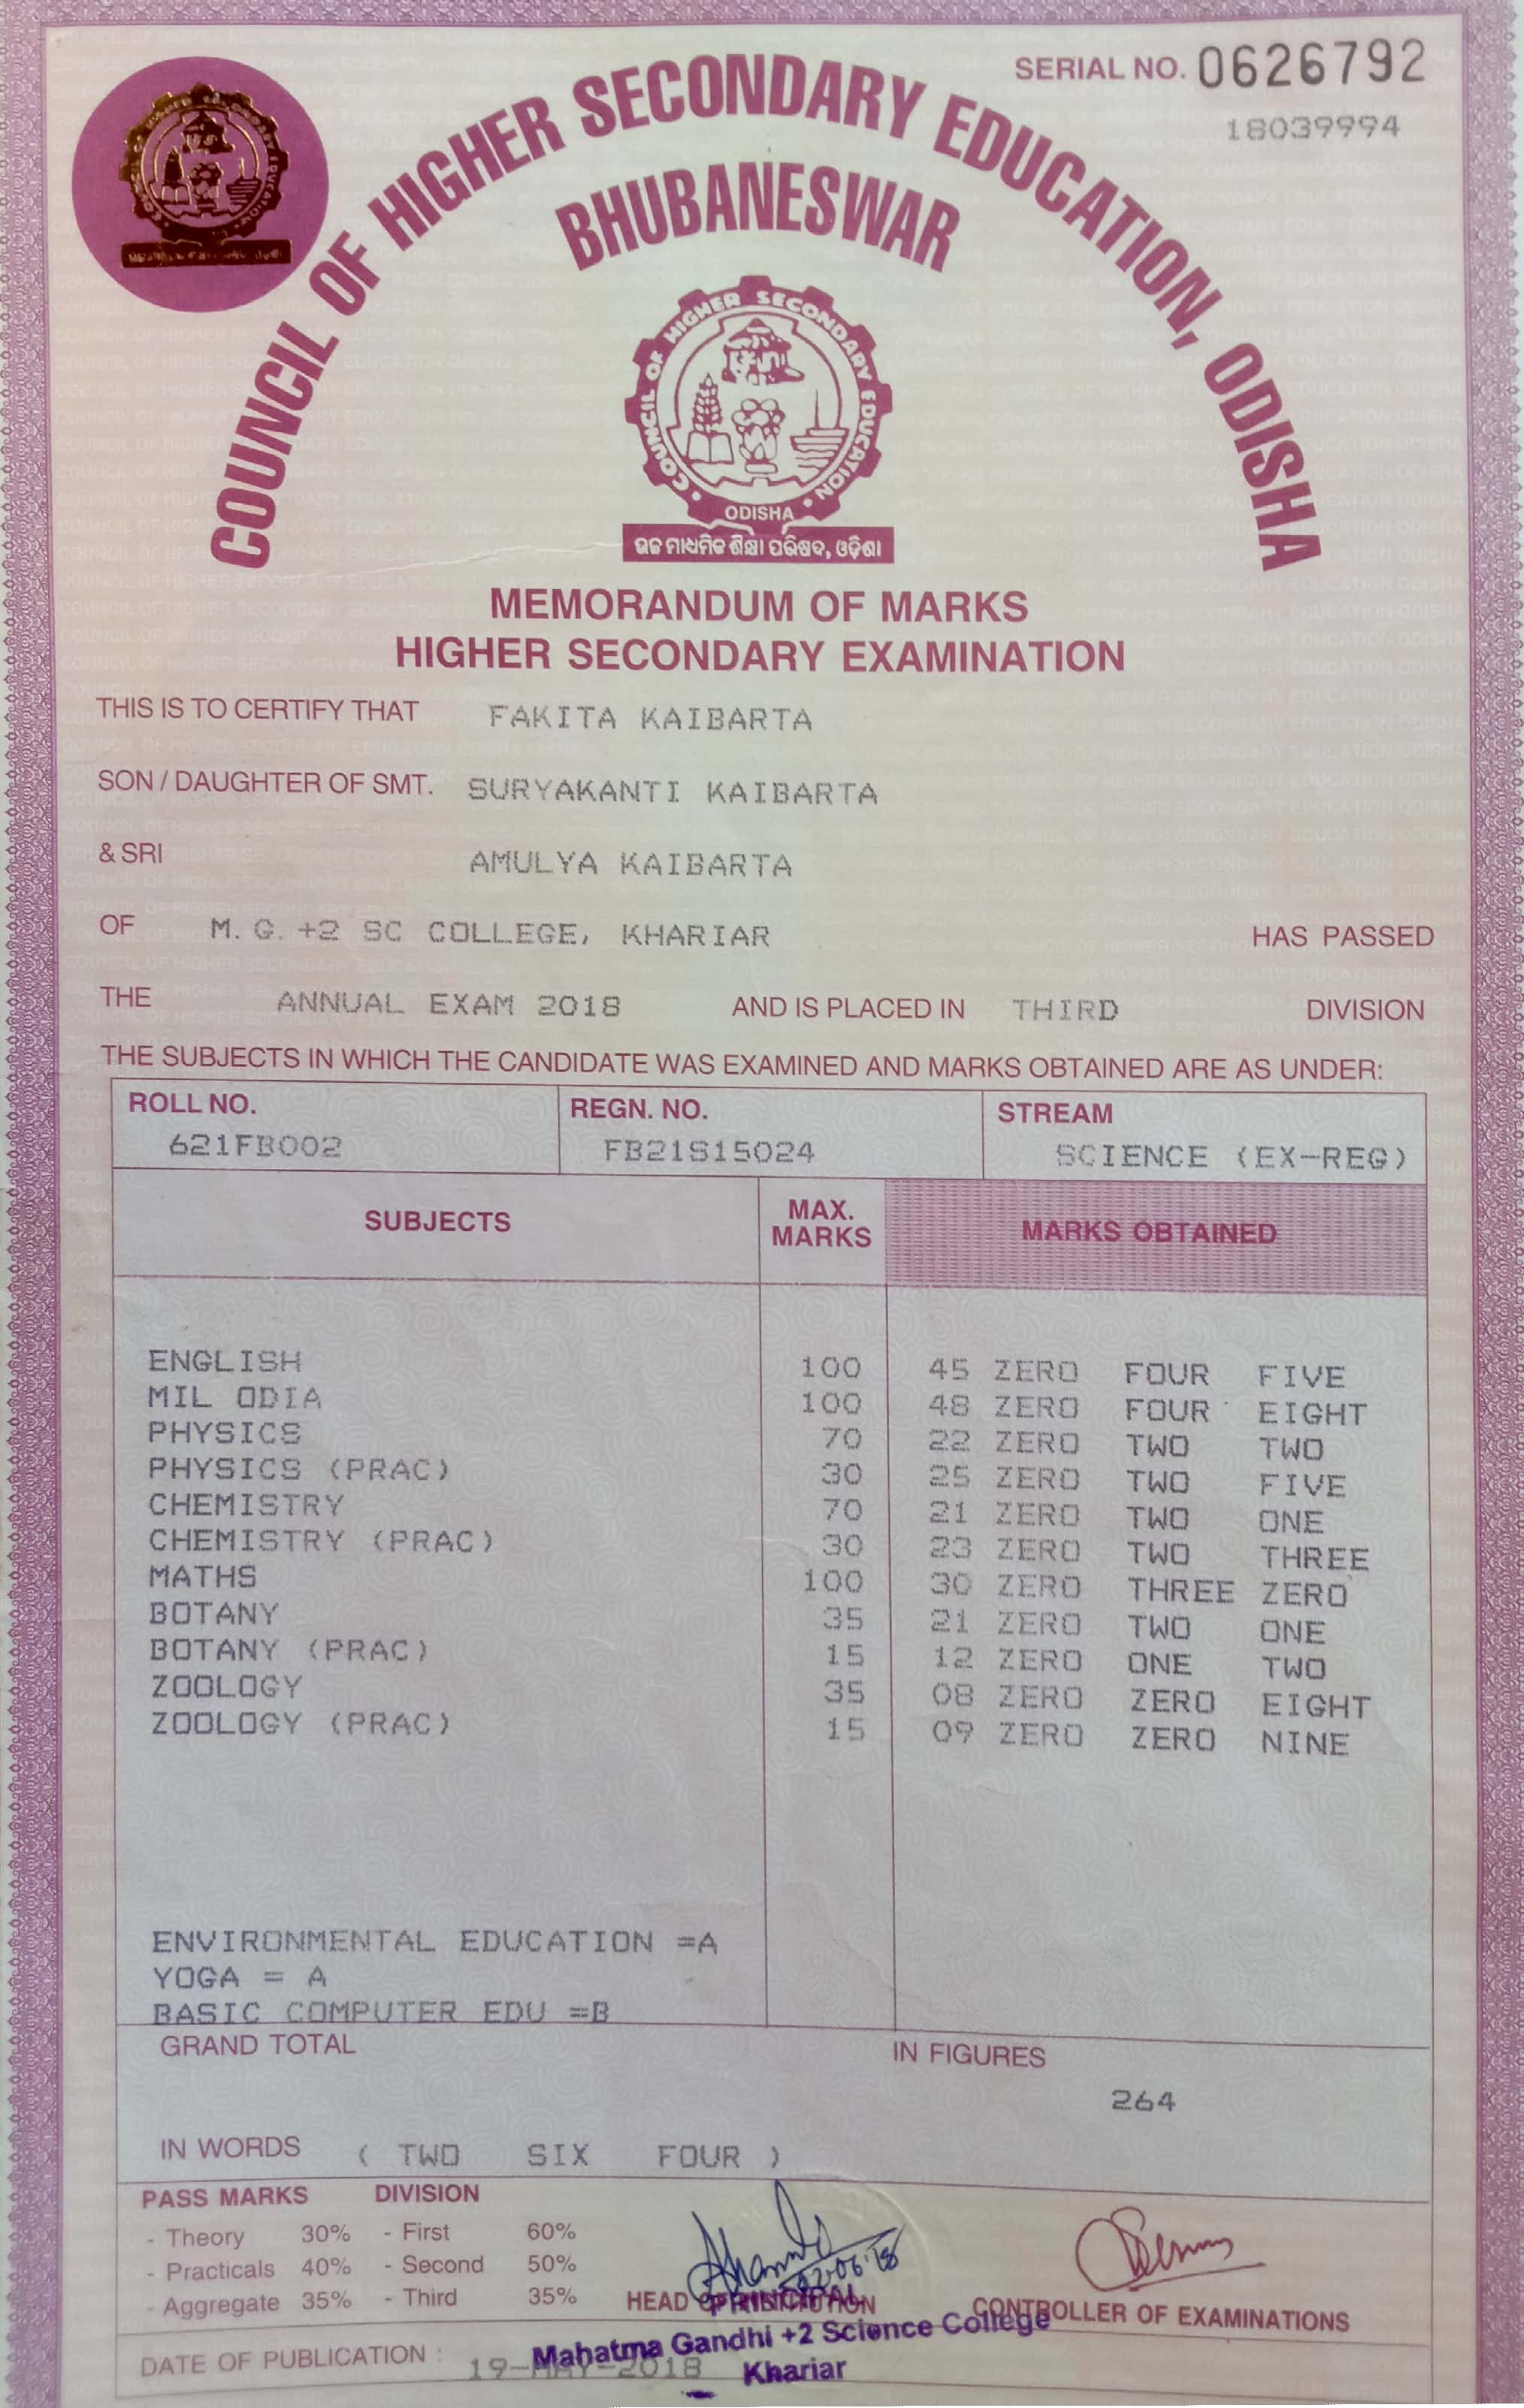 SERIAL NO. 0626792
18039994
COUNCIL OF HIGHER SECONDARY EDUCATION, ODISHA
BHUBANESWAR
COUNCIL OF HIGHER SECONDARY EDUCATION
ODISHA
ଉଚ୍ଚ ମାଧ୍ୟମିକ ଶିକ୍ଷା ପରିଷଦ, ଓଡ଼ିଶା
MEMORANDUM OF MARKS
HIGHER SECONDARY EXAMINATION
THIS IS TO CERTIFY THAT FAKITA KAIBARTA
SON / DAUGHTER OF SMT. SURYAKANTI KAIBARTA
& SRI AMULYA KAIBARTA
OF M. G. +2 SC COLLEGE, KHARIAR HAS PASSED
THE ANNUAL EXAM 2018 AND IS PLACED IN THIRD DIVISION
THE SUBJECTS IN WHICH THE CANDIDATE WAS EXAMINED AND MARKS OBTAINED ARE AS UNDER:
ROLL NO. REGN. NO. STREAM
621FB002 FB21S15024 SCIENCE (EX-REG)
SUBJECTS MAX. MARKS MARKS OBTAINED
ENGLISH 100 45 ZERO FOUR FIVE
MIL ODIA 100 48 ZERO FOUR EIGHT
PHYSICS 70 22 ZERO TWO TWO
PHYSICS (PRAC) 30 25 ZERO TWO FIVE
CHEMISTRY 70 21 ZERO TWO ONE
CHEMISTRY (PRAC) 30 23 ZERO TWO THREE
MATHS 100 30 ZERO THREE ZERO
BOTANY 35 21 ZERO TWO ONE
BOTANY (PRAC) 15 12 ZERO ONE TWO
ZOOLOGY 35 08 ZERO ZERO EIGHT
ZOOLOGY (PRAC) 15 09 ZERO ZERO NINE
ENVIRONMENTAL EDUCATION =A
YOGA = A
BASIC COMPUTER EDU =B
GRAND TOTAL IN FIGURES
264
IN WORDS ( TWO SIX FOUR )
PASS MARKS DIVISION
- Theory 30% - First 60%
- Practicals 40% - Second 50%
- Aggregate 35% - Third 35%
02.06.18
HEAD OF INSTITUTION
PRINCIPAL
CONTROLLER OF EXAMINATIONS
Mahatma Gandhi +2 Science College
Khariar
DATE OF PUBLICATION : 19-MAY-2018